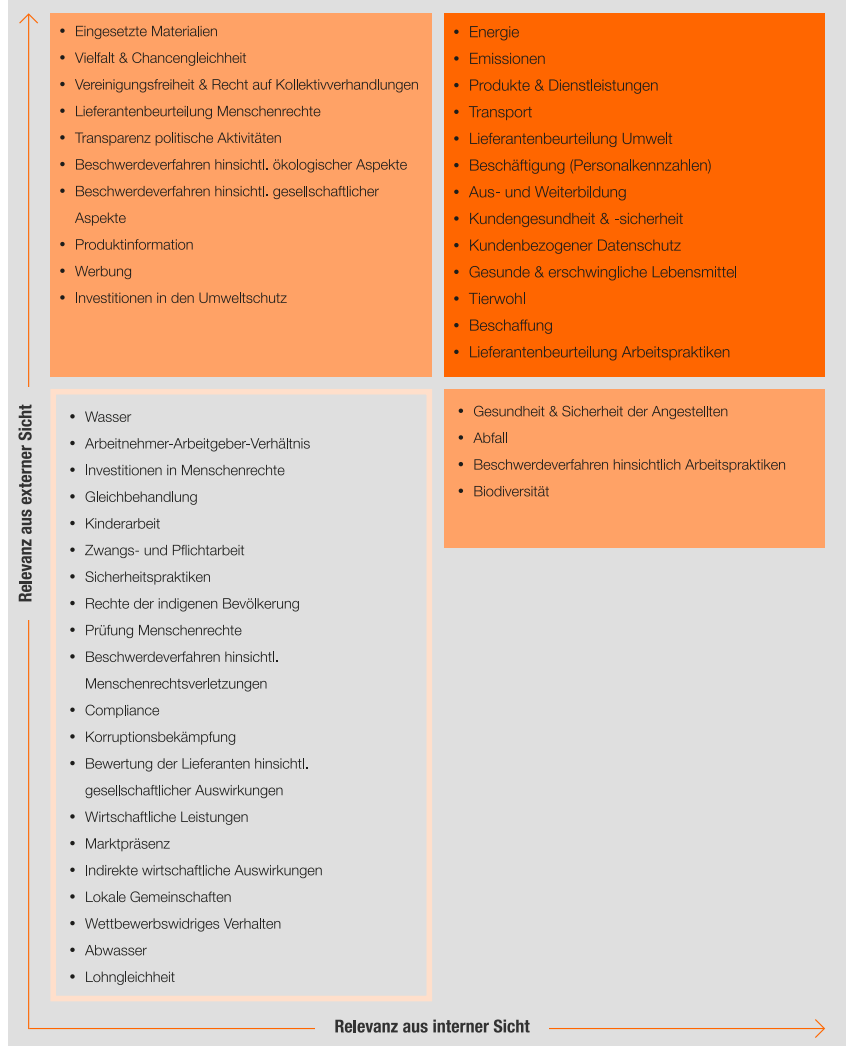 • Eingesetzte Materialien
• Vielfalt & Chancengleichheit
• Vereinigungsfreiheit & Recht auf Kollektivverhandlungen
• Lieferantenbeurteilung Menschenrechte
• Transparenz politische Aktivitäten
• Beschwerdeverfahren hinsichtl. ökologischer Aspekte
• Beschwerdeverfahren hinsichtl. gesellschaftlicher
Aspekte
• Produktinformation
• Werbung
• Investitionen in den Umweltschutz
• Energie
• Emissionen
• Produkte & Dienstleistungen
• Transport
• Lieferantenbeurteilung Umwelt
• Beschäftigung (Personalkennzahlen)
• Aus- und Weiterbildung
• Kundengesundheit & -sicherheit
• Kundenbezogener Datenschutz
• Gesunde & erschwingliche Lebensmittel
• Tierwohl
• Beschaffung
• Lieferantenbeurteilung Arbeitspraktiken
• Wasser
• Arbeitnehmer-Arbeitgeber-Verhältnis
• Investitionen in Menschenrechte
• Gleichbehandlung
• Kinderarbeit
• Zwangs- und Pflichtarbeit
• Sicherheitspraktiken
• Rechte der indigenen Bevölkerung
• Prüfung Menschenrechte
• Beschwerdeverfahren hinsichtl.
Menschenrechtsverletzungen
• Compliance
• Korruptionsbekämpfung
• Bewertung der Lieferanten hinsichtl.
gesellschaftlicher Auswirkungen
• Wirtschaftliche Leistungen
• Marktpräsenz
• Indirekte wirtschaftliche Auswirkungen
• Lokale Gemeinschaften
• Wettbewerbswidriges Verhalten
• Abwasser
• Lohngleichheit
• Gesundheit & Sicherheit der Angestellten
• Abfall
• Beschwerdeverfahren hinsichtlich Arbeitspraktiken
• Biodiversität
Relevanz aus externer Sicht
Relevanz aus interner Sicht